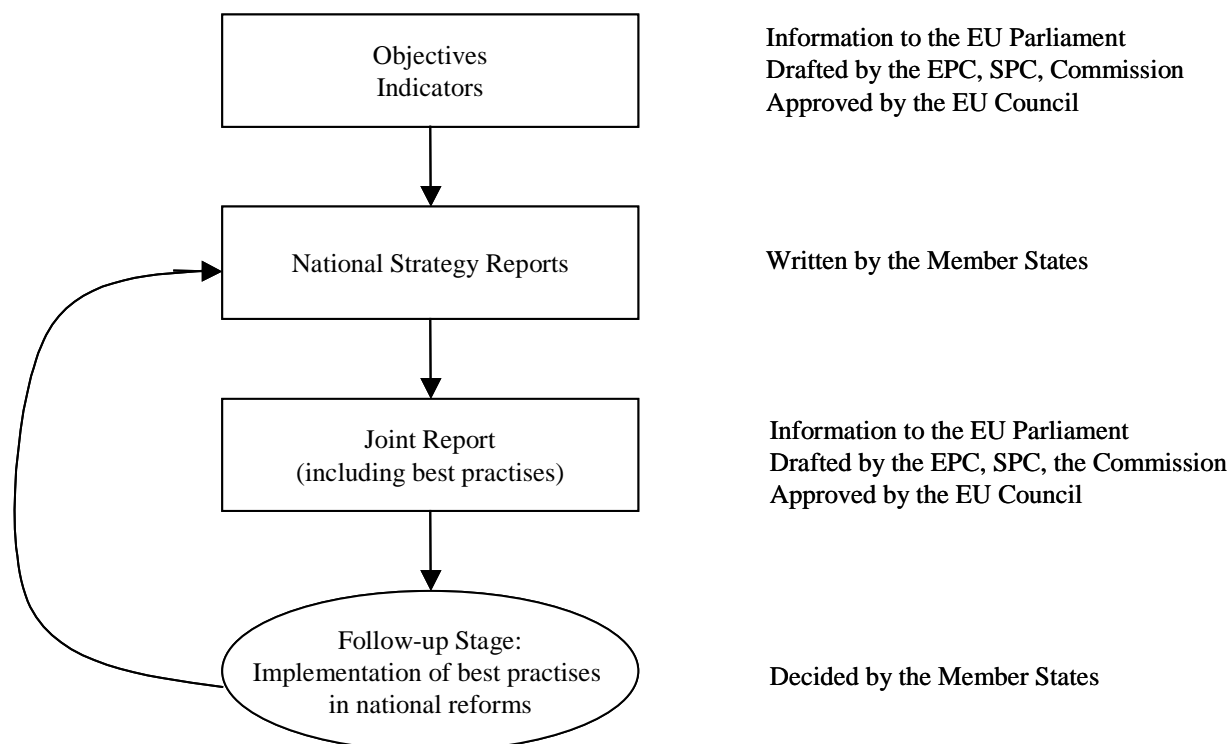 Objectives
Indicators
Information to the EU Parliament
Drafted by the EPC, SPC, Commission
Approved by the EU Council
National Strategy Reports
Written by the Member States
Joint Report
(including best practises)
Information to the EU Parliament
Drafted by the EPC, SPC, the Commission
Approved by the EU Council
Follow-up Stage:
Implementation of best practises
in national reforms
Decided by the Member States